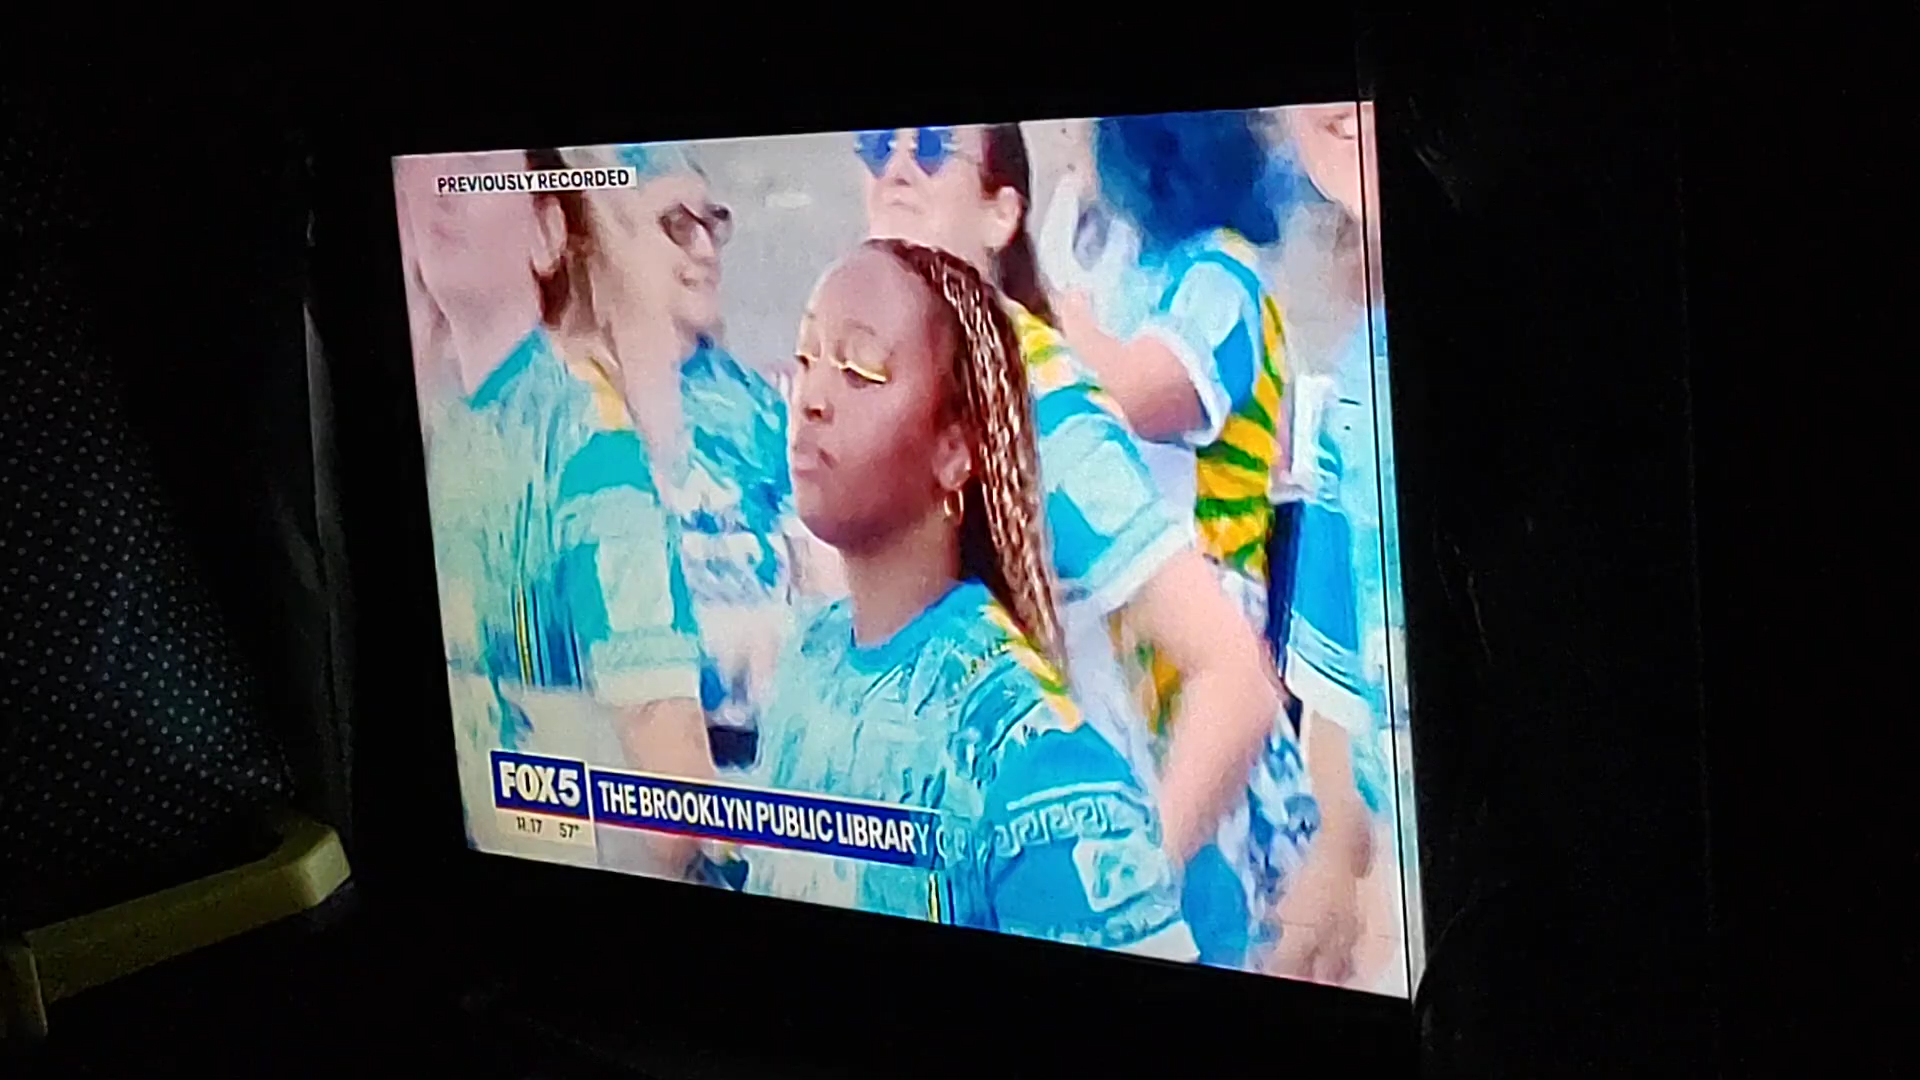 PREVIOUSLY RECORDED
FOX5
THE BROOKLYN PUBLIC LIBRARY
11:17 57°